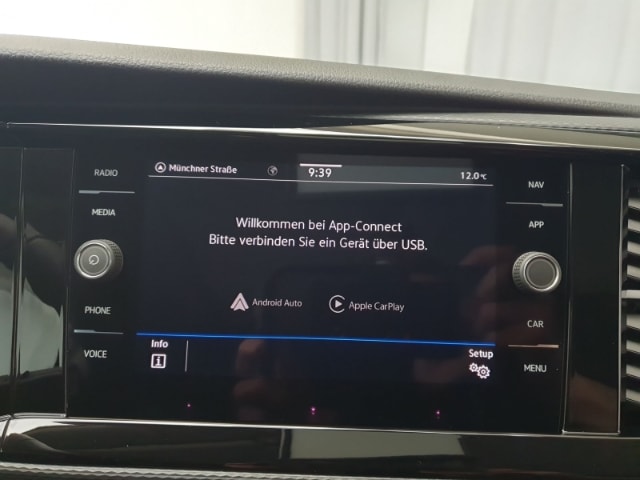 RADIO
MEDIA
PHONE
VOICE
Münchner Straße
9:39
12.0°C
Willkommen bei App-Connect
Bitte verbinden Sie ein Gerät über USB.
Android Auto
Apple CarPlay
Info
Setup
NAV
APP
CAR
MENU